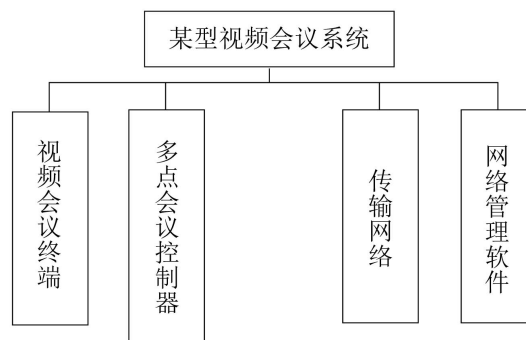 某型视频会议系统
视频会议终端
多点会议控制器
传输网络
网络管理软件